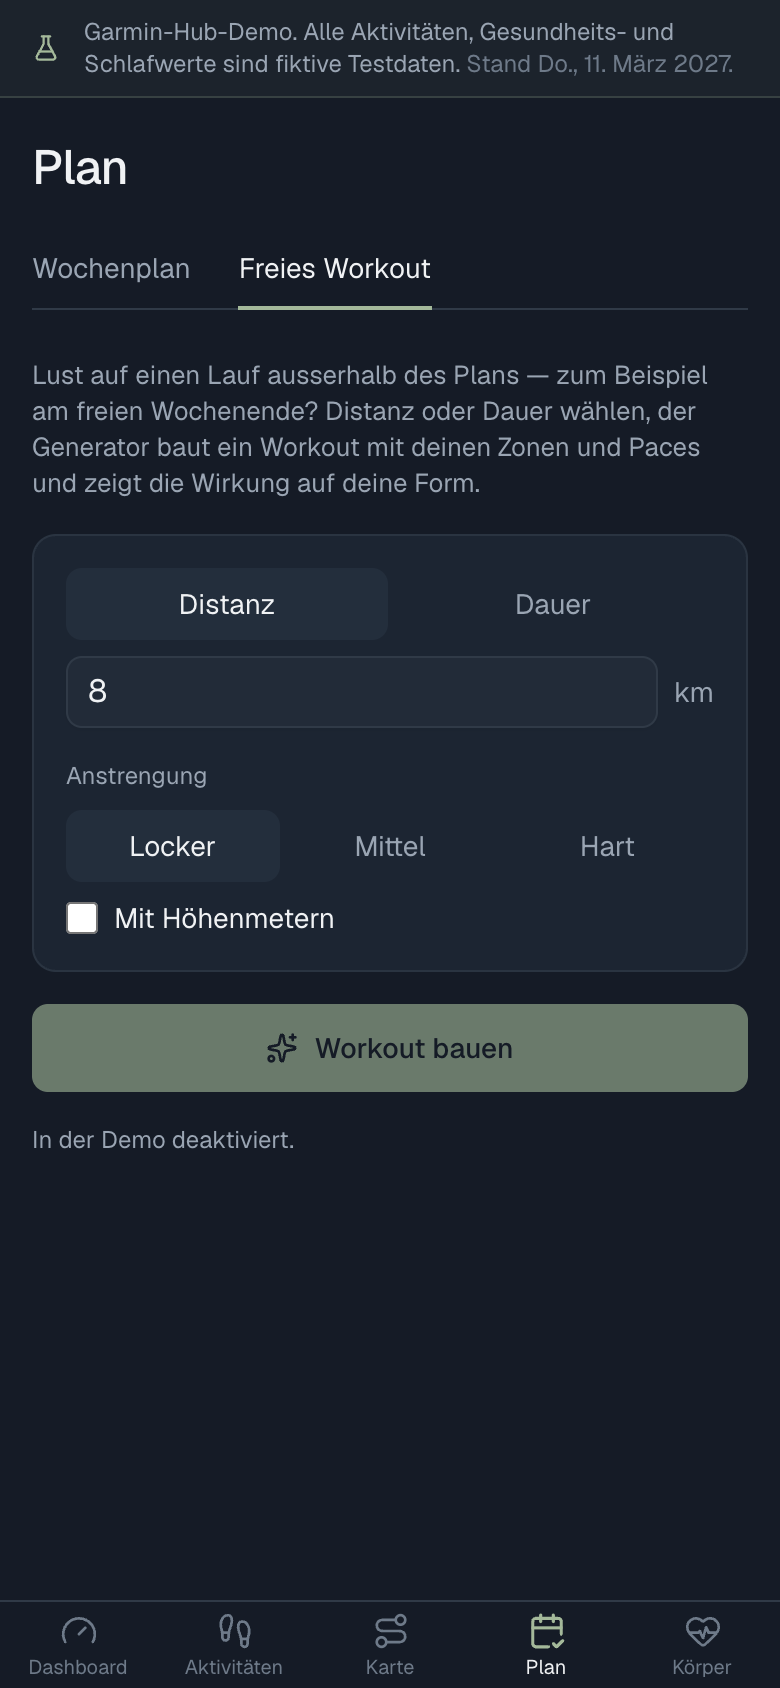 Garmin-Hub-Demo. Alle Aktivitäten, Gesundheits- und
Schlafwerte sind fiktive Testdaten. Stand Do., 11. März 2027.
Plan
Wochenplan
Freies Workout
Lust auf einen Lauf ausserhalb des Plans — zum Beispiel
am freien Wochenende? Distanz oder Dauer wählen, der
Generator baut ein Workout mit deinen Zonen und Paces
und zeigt die Wirkung auf deine Form.
Distanz
Dauer
8
km
Anstrengung
Locker
Mittel
Hart
Mit Höhenmetern
Workout bauen
In der Demo deaktiviert.
Dashboard
Aktivitäten
Karte
Plan
Körper